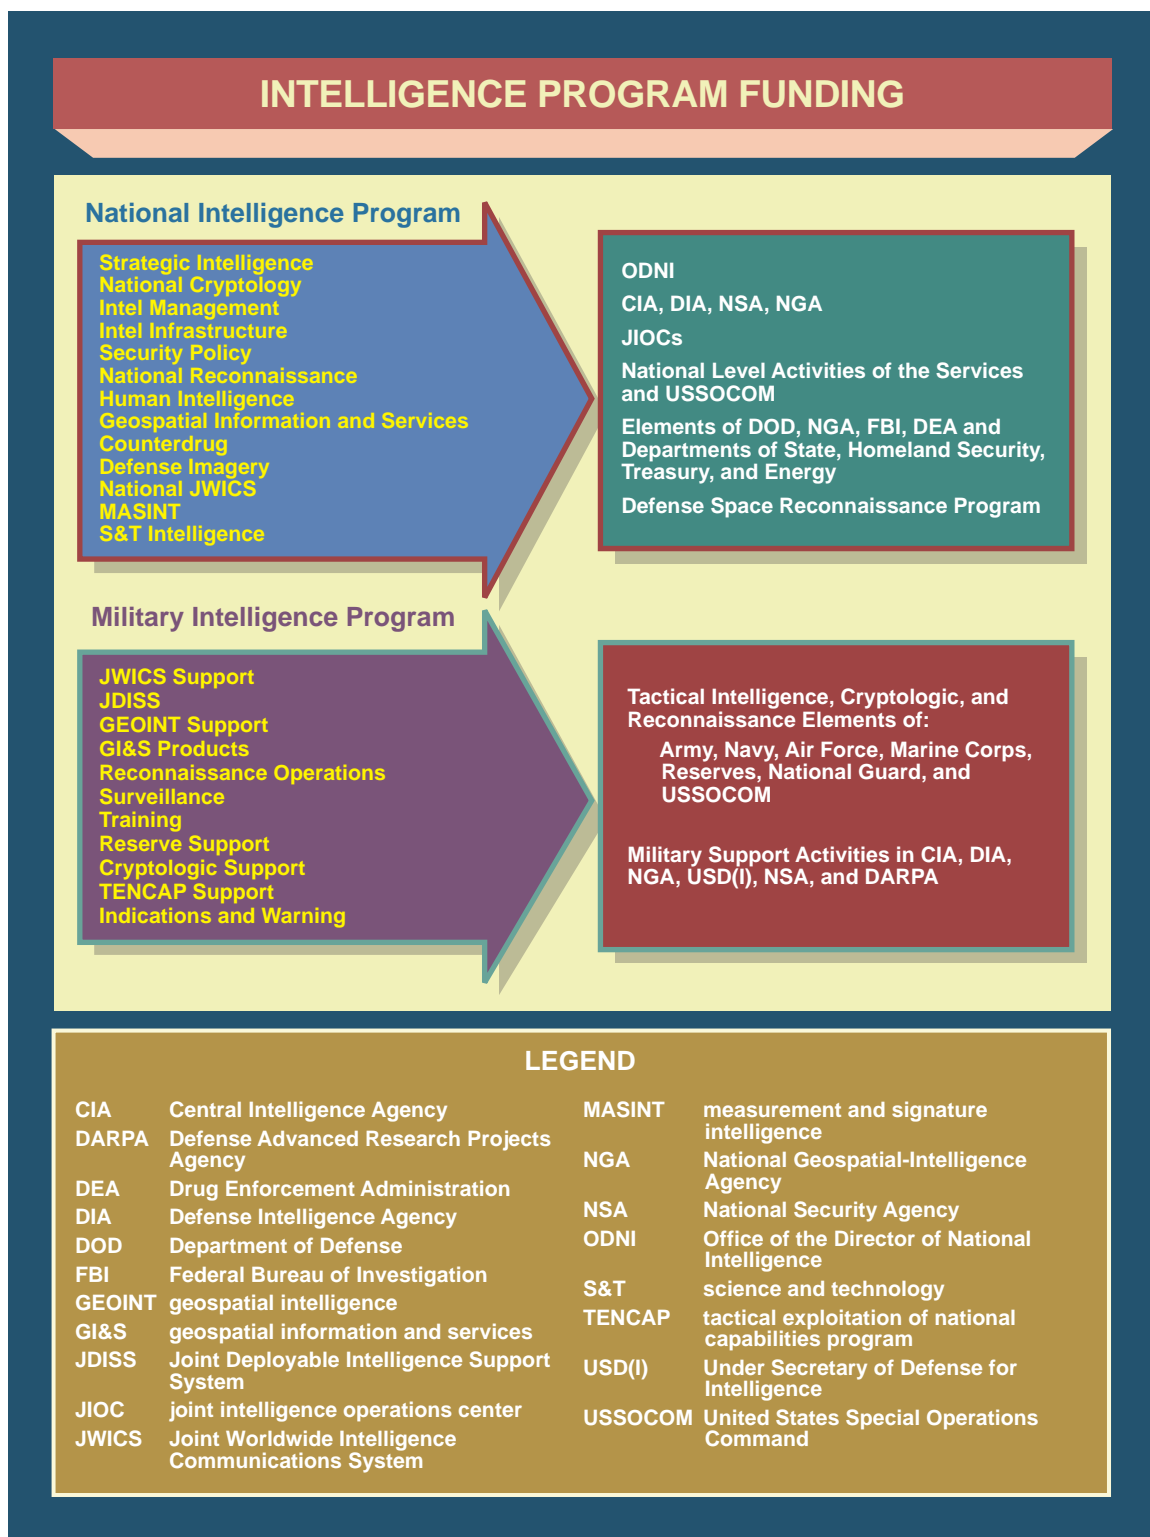 INTELLIGENCE PROGRAM FUNDING
National Intelligence Program
Strategic Intelligence
National Cryptology
Intel Management
Intel Infrastructure
Security Policy
National Reconnaissance
Human Intelligence
Geospatial Information and Services
Counterdrug
Defense Imagery
National JWICS
MASINT
S&T Intelligence
ODNI
CIA, DIA, NSA, NGA
JIOCs
National Level Activities of the Services
and USSOCOM
Elements of DOD, NGA, FBI, DEA and
Departments of State, Homeland Security,
Treasury, and Energy
Defense Space Reconnaissance Program
Military Intelligence Program
JWICS Support
JDISS
GEOINT Support
GI&S Products
Reconnaissance Operations
Surveillance
Training
Reserve Support
Cryptologic Support
TENCAP Support
Indications and Warning
Tactical Intelligence, Cryptologic, and
Reconnaissance Elements of:
Army, Navy, Air Force, Marine Corps,
Reserves, National Guard, and
USSOCOM
Military Support Activities in CIA, DIA,
NGA, USD(I), NSA, and DARPA
LEGEND
CIA Central Intelligence Agency
DARPA Defense Advanced Research Projects
Agency
DEA Drug Enforcement Administration
DIA Defense Intelligence Agency
DOD Department of Defense
FBI Federal Bureau of Investigation
GEOINT geospatial intelligence
GI&S geospatial information and services
JDISS Joint Deployable Intelligence Support
System
JIOC joint intelligence operations center
JWICS Joint Worldwide Intelligence
Communications System
MASINT measurement and signature
intelligence
NGA National Geospatial-Intelligence
Agency
NSA National Security Agency
ODNI Office of the Director of National
Intelligence
S&T science and technology
TENCAP tactical exploitation of national
capabilities program
USD(I) Under Secretary of Defense for
Intelligence
USSOCOM United States Special Operations
Command